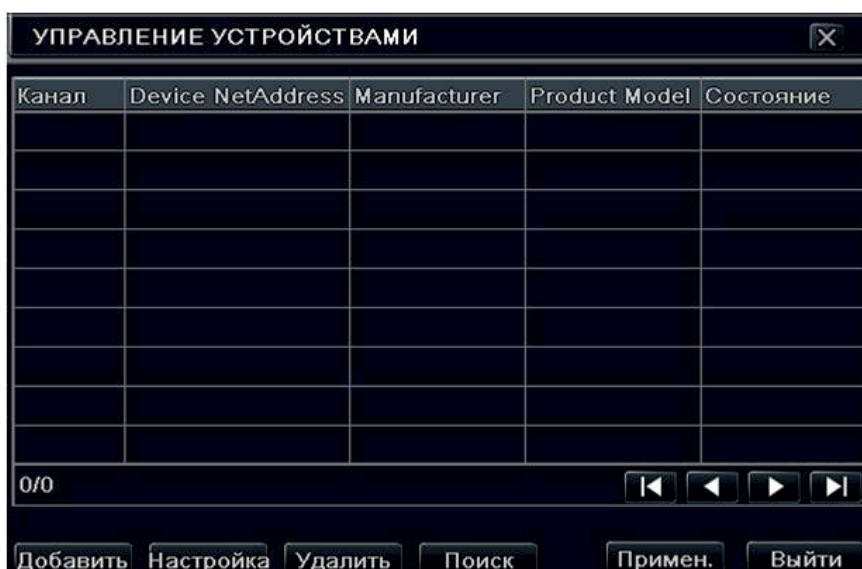 УПРАВЛЕНИЕ УСТРОЙСТВАМИ
Канал Device NetAddress Manufacturer Product Model Состояние
0/0
Добавить Настройка Удалить Поиск Примен. Выйти